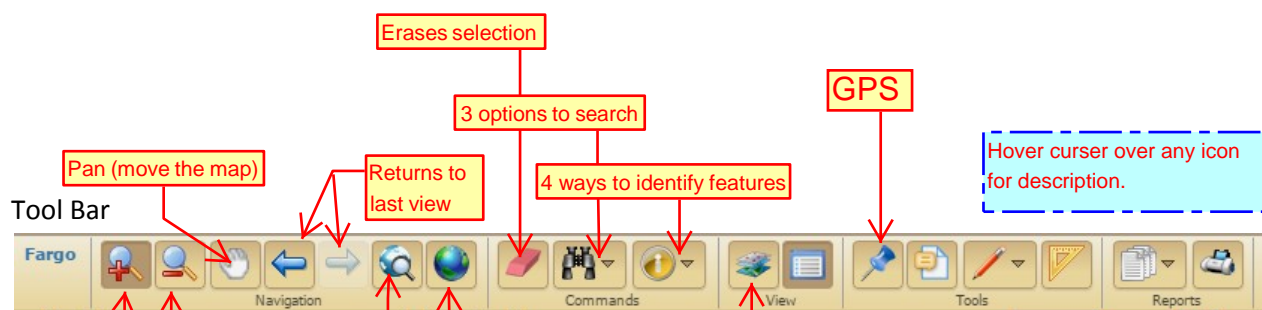 Erases selection
GPS
3 options to search
Hover curser over any icon
for description.
Pan (move the map)
Returns to
last view
4 ways to identify features
Tool Bar
Fargo
Navigation
Commands
View
Tools
Reports